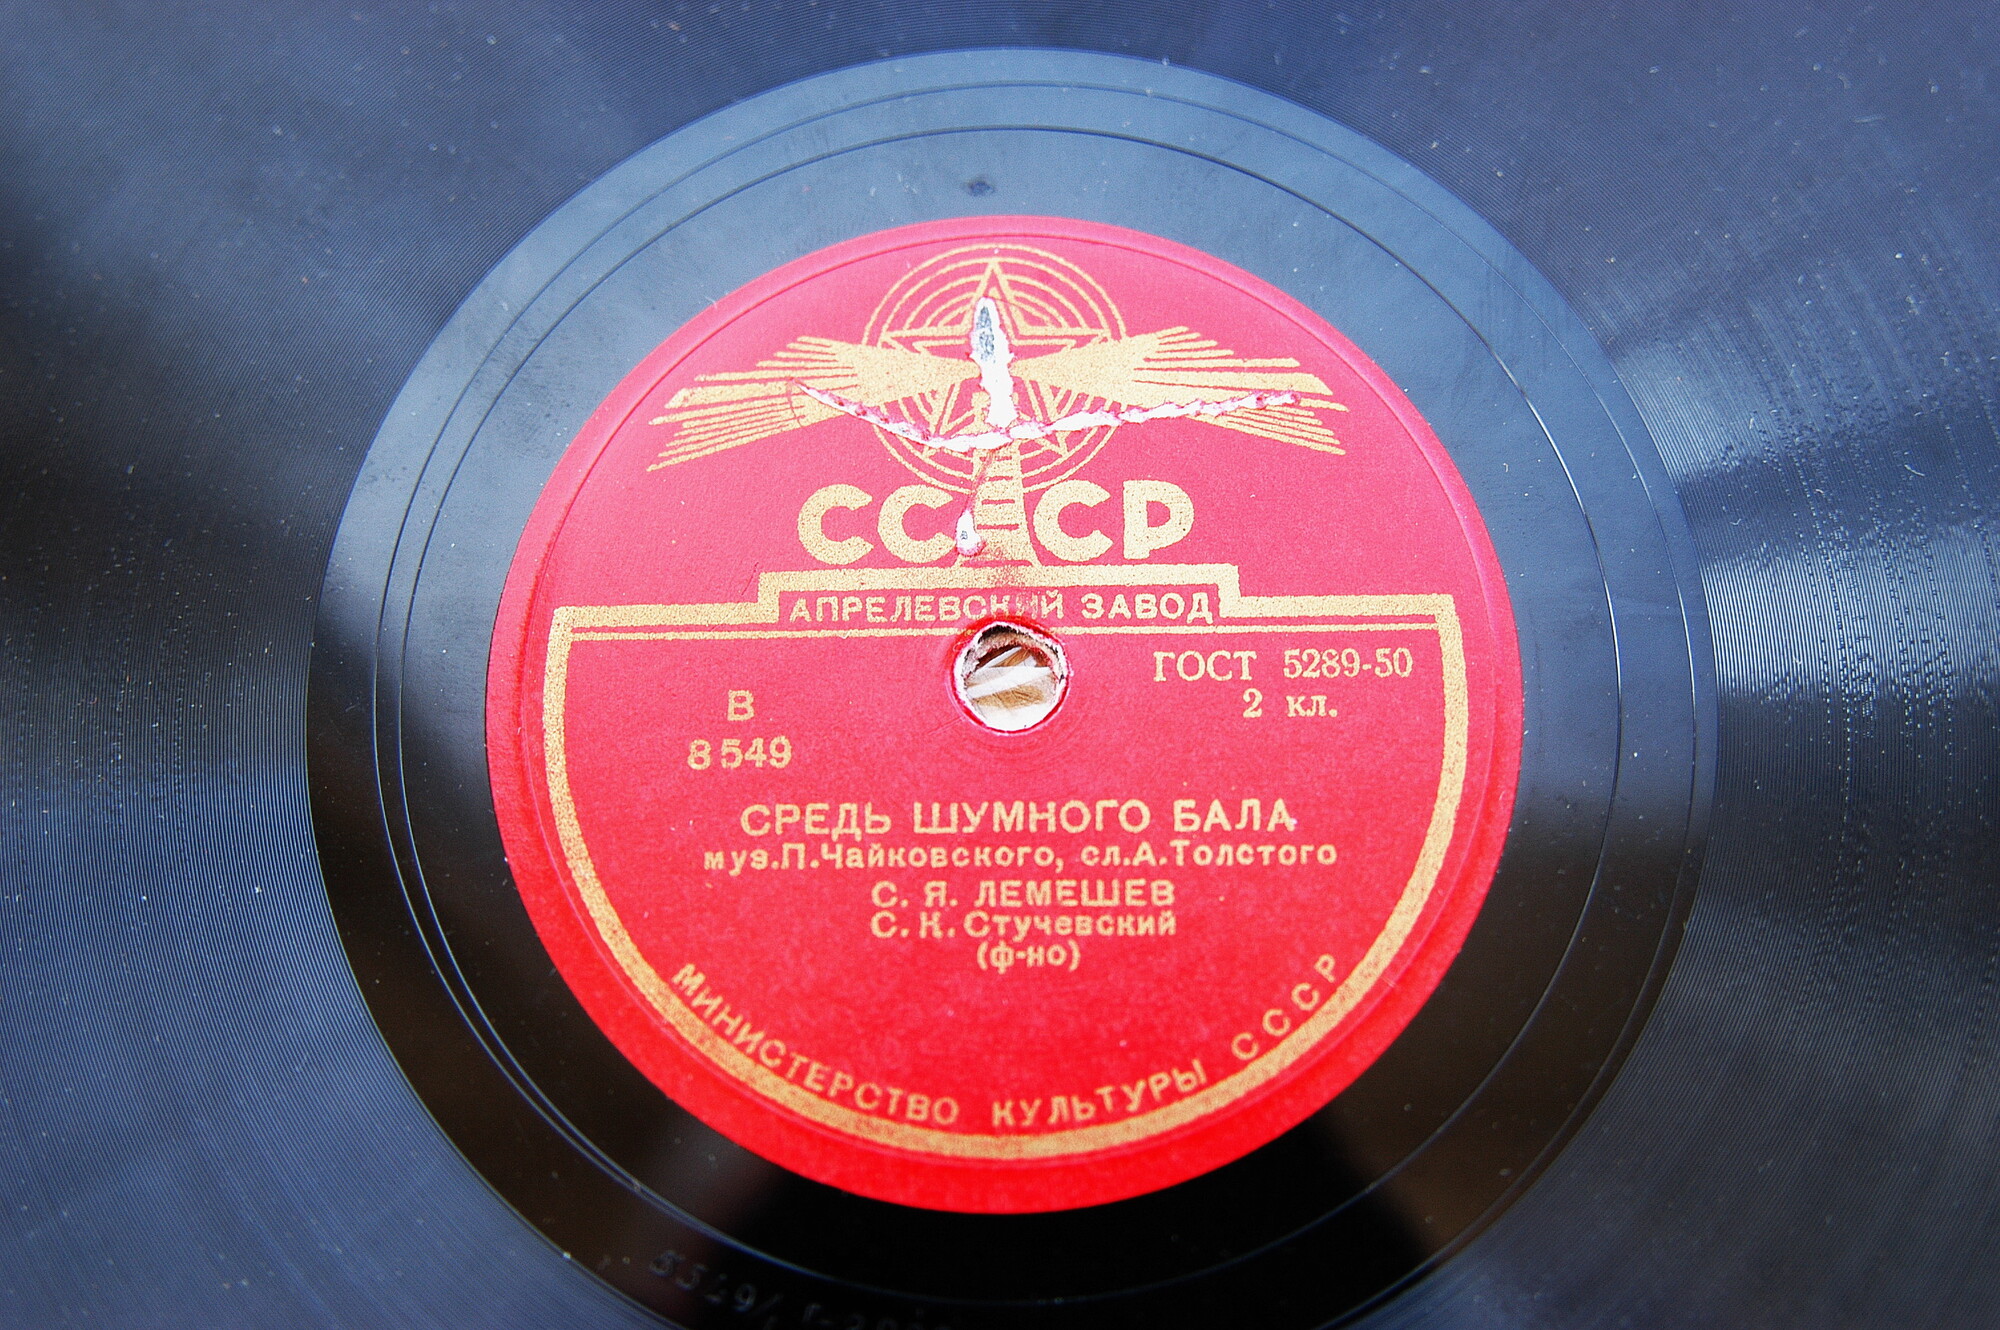 СССР
АПРЕЛЕВСКИЙ ЗАВОД
ГОСТ 5289-50
2 кл.
В
8549
СРЕДЬ ШУМНОГО БАЛА
муз.П.Чайковского, сл.А.Толстого
С. Я. ЛЕМЕШЕВ
С. К. Стучевский
(ф-но)
МИНИСТЕРСТВО КУЛЬТУРЫ СССР